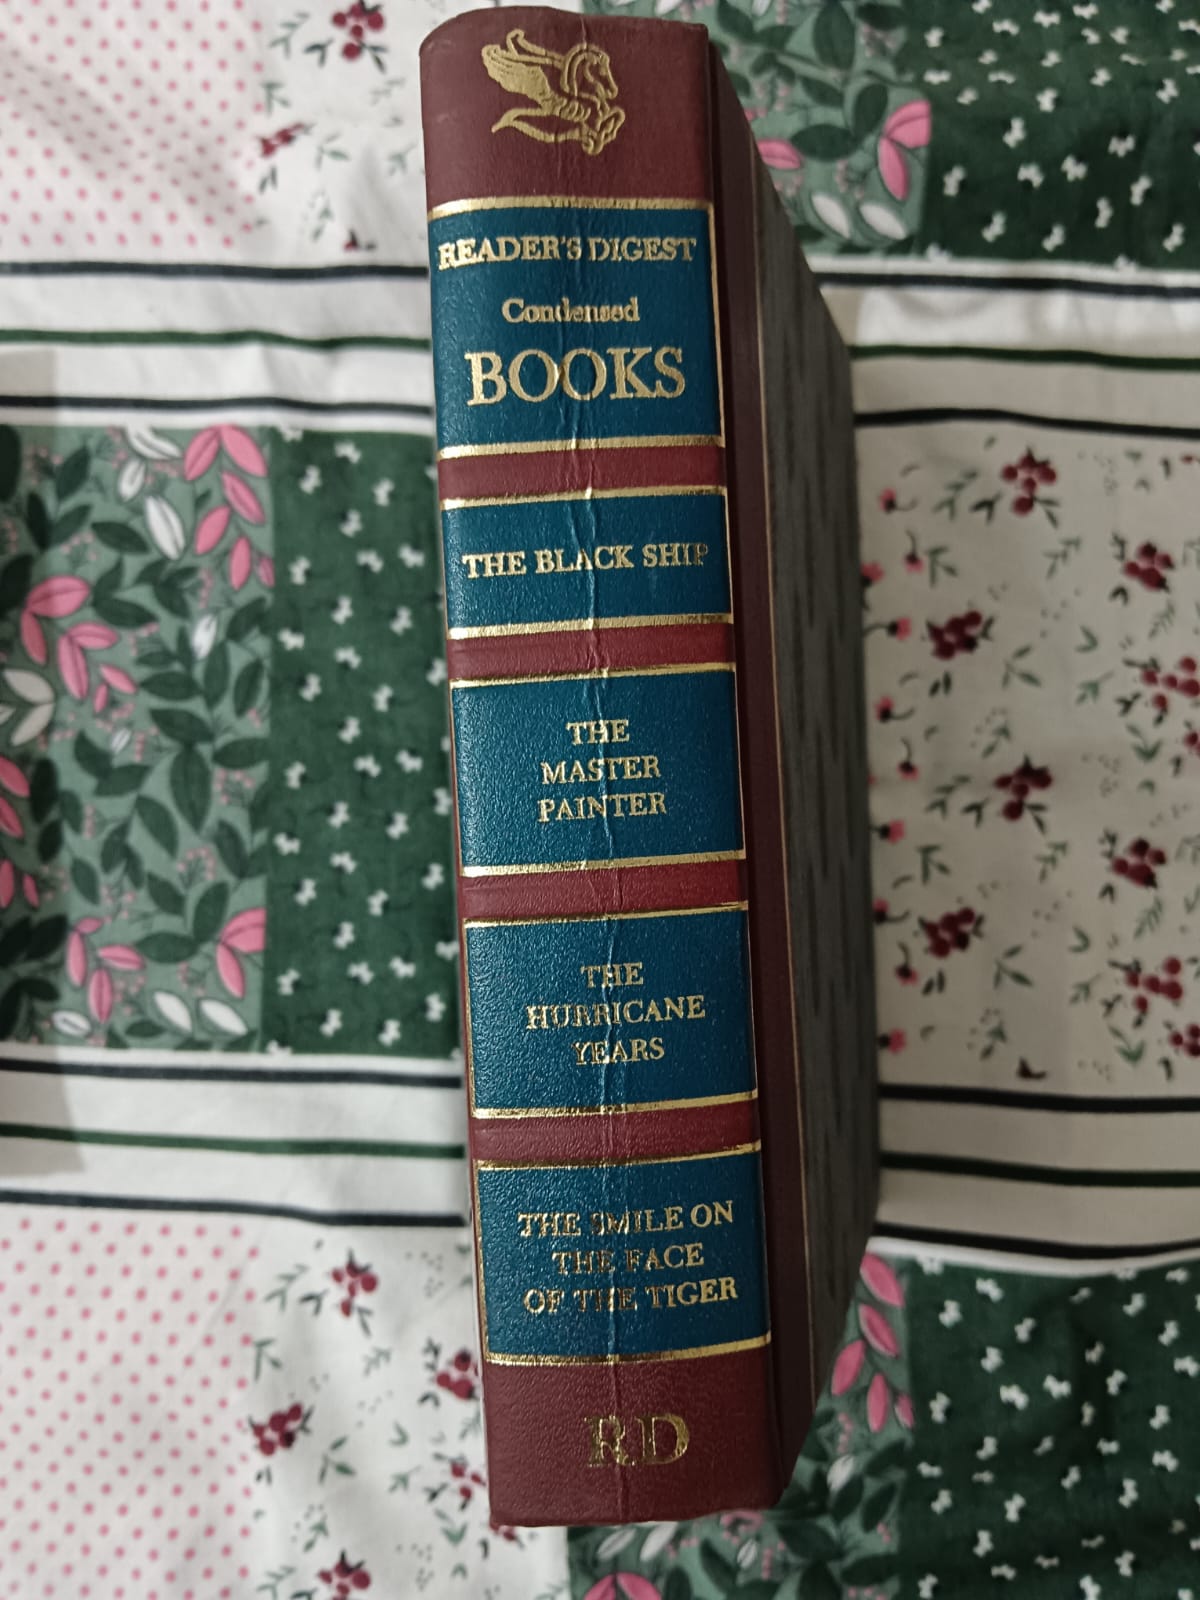 READER'S DIGEST
Condensed
BOOKS
THE BLACK SHIP
THE
MASTER
PAINTER
THE
HURRICANE
YEARS
THE SMILE ON
THE FACE
OF THE TIGER
RD